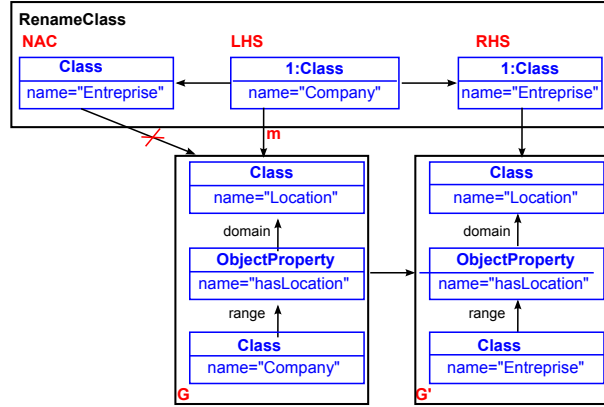 RenameClass
NAC LHS RHS
Class 1:Class 1:Class
name="Entreprise" name="Company" name="Entreprise"
m
Class Class
name="Location" name="Location"
domain domain
ObjectProperty ObjectProperty
name="hasLocation" name="hasLocation"
range range
Class Class
name="Company" name="Entreprise"
G G'